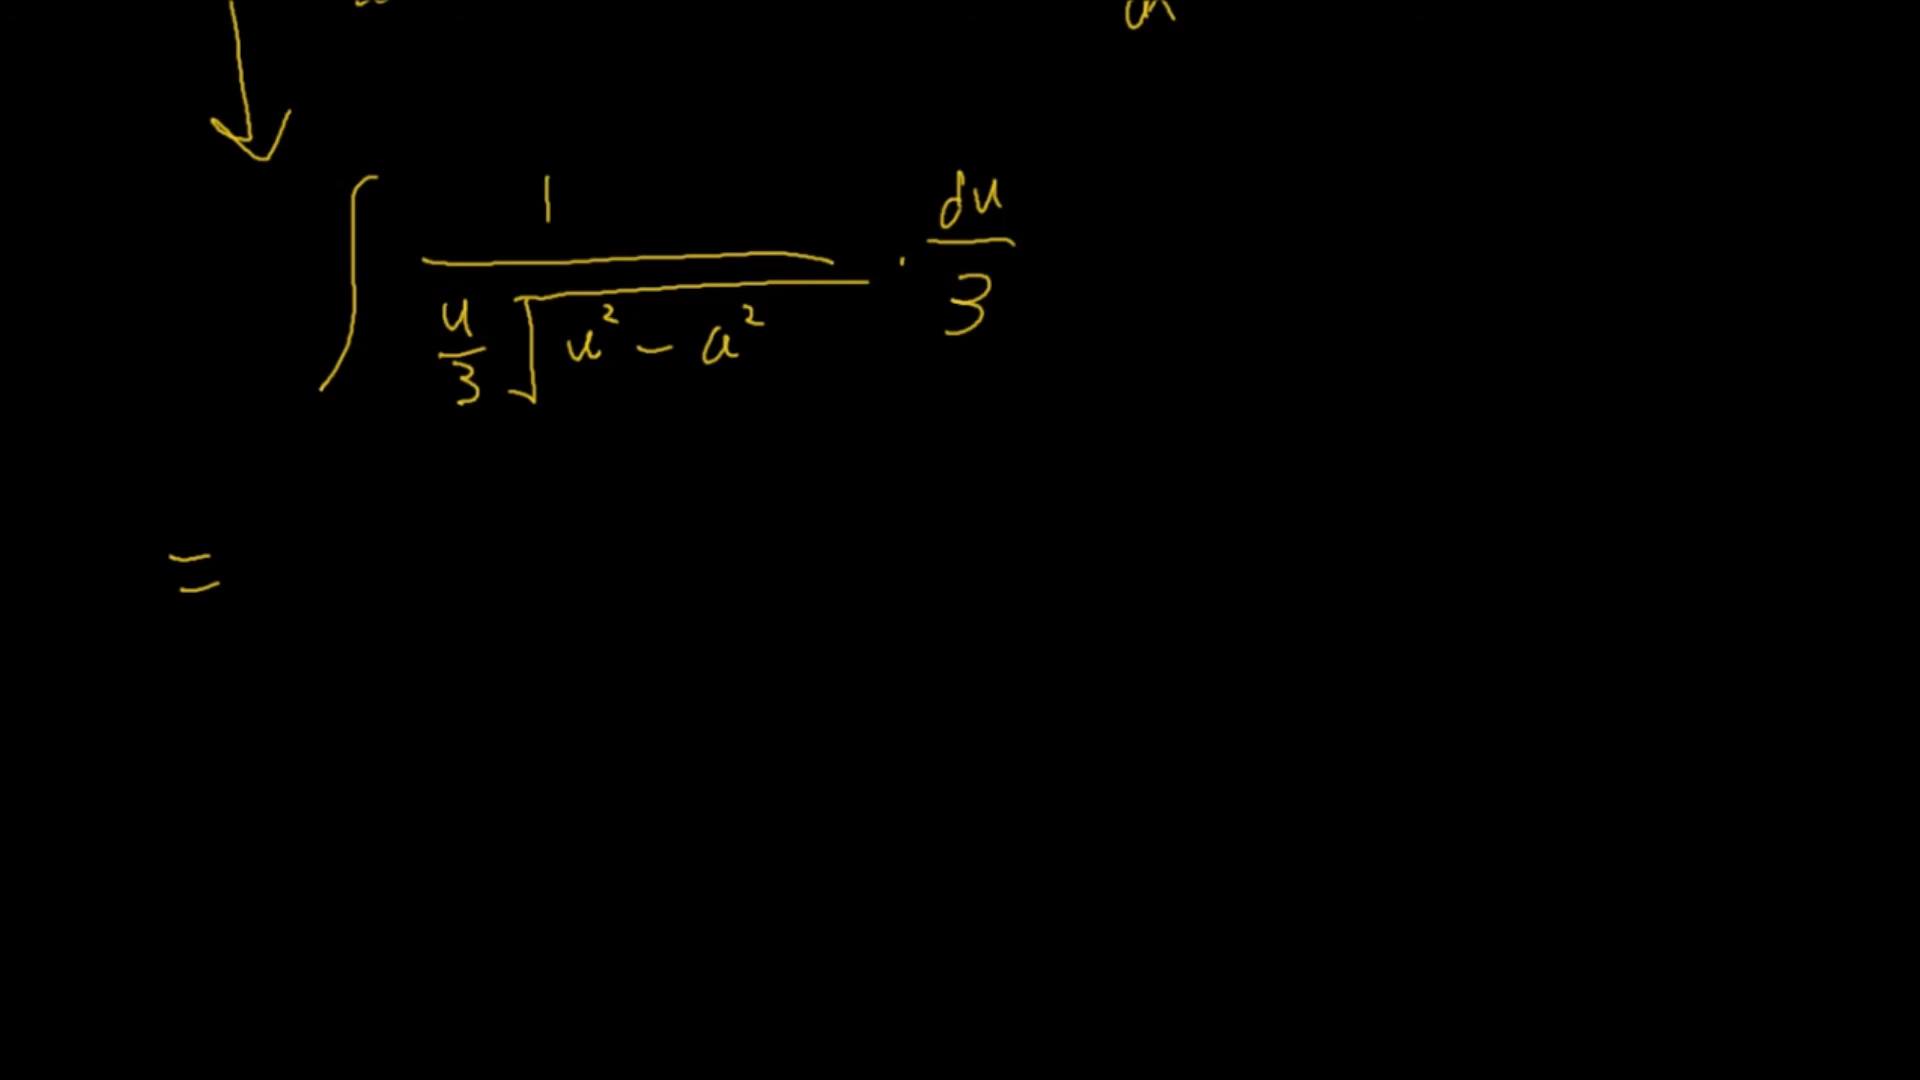 ∫ 1 / (u/3 √(u² − a²)) · du/3
=